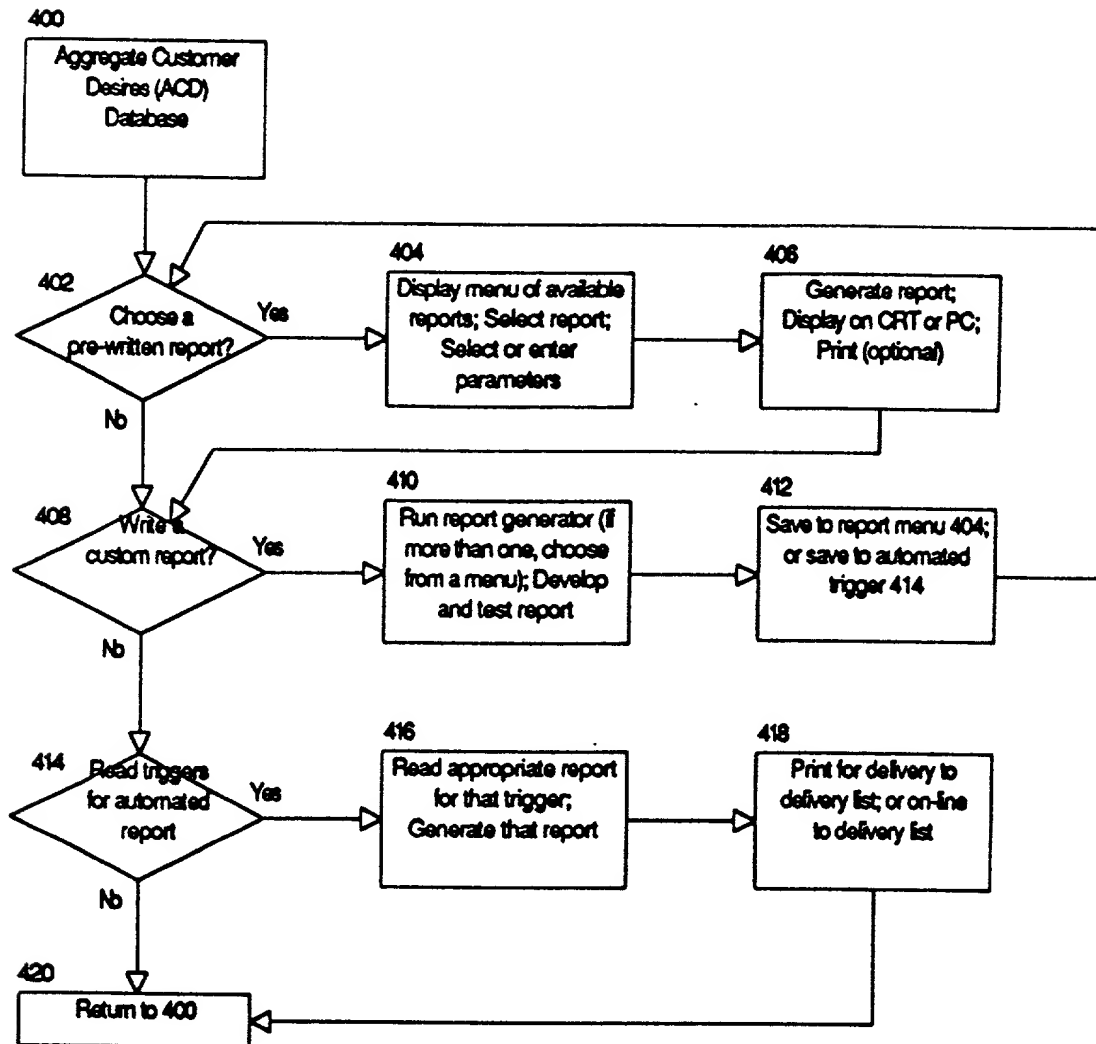 400
Aggregate Customer
Desires (ACD)
Database
402
Choose a
pre-written report?
Yes
No
404
Display menu of available
reports; Select report;
Select or enter
parameters
406
Generate report;
Display on CRT or PC;
Print (optional)
408
Write a
custom report?
Yes
No
410
Run report generator (if
more than one, choose
from a menu); Develop
and test report
412
Save to report menu 404;
or save to automated
trigger 414
414
Read triggers
for automated
report
Yes
No
416
Read appropriate report
for that trigger;
Generate that report
418
Print for delivery to
delivery list; or on-line
to delivery list
420
Return to 400